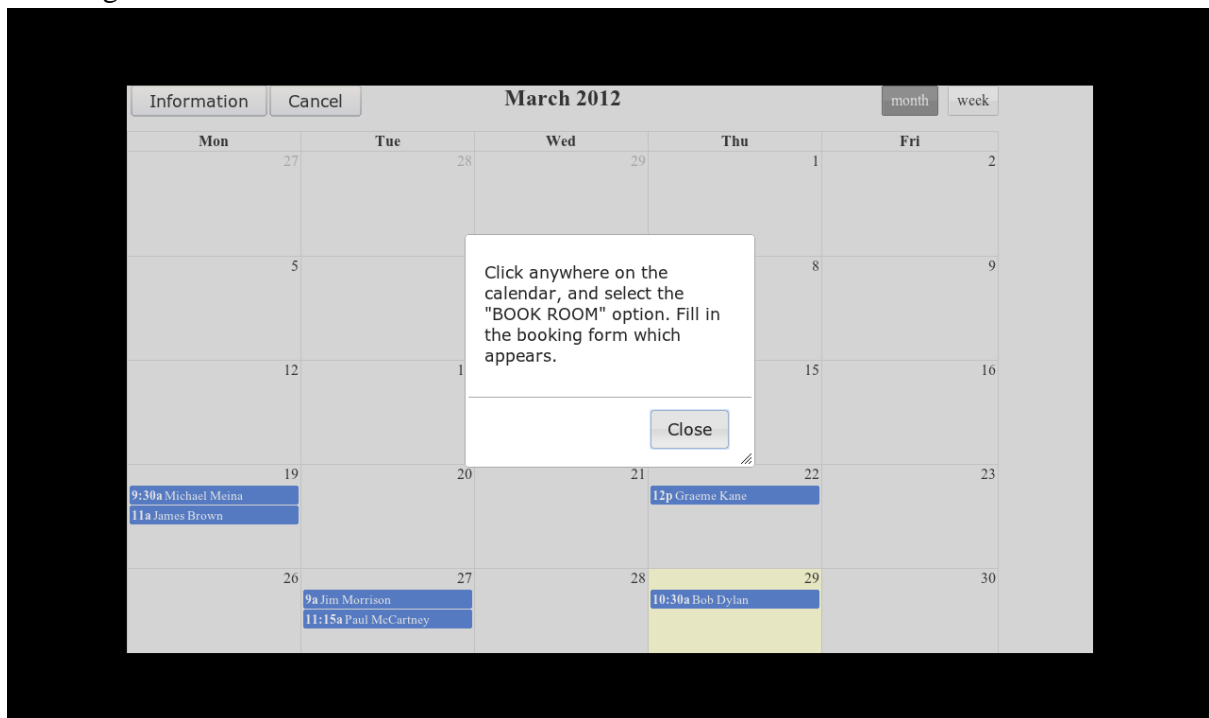 Information Cancel March 2012 month week
Mon Tue Wed Thu Fri
27 28 29 1 2
Click anywhere on the
calendar, and select the
"BOOK ROOM" option. Fill in
the booking form which
appears.
Close
5 8 9
12 1 15 16
19 20 21 22 23
9:30a Michael Meina 12p Graeme Kane
11a James Brown
26 27 28 29 30
9a Jim Morrison 10:30a Bob Dylan
11:15a Paul McCartney